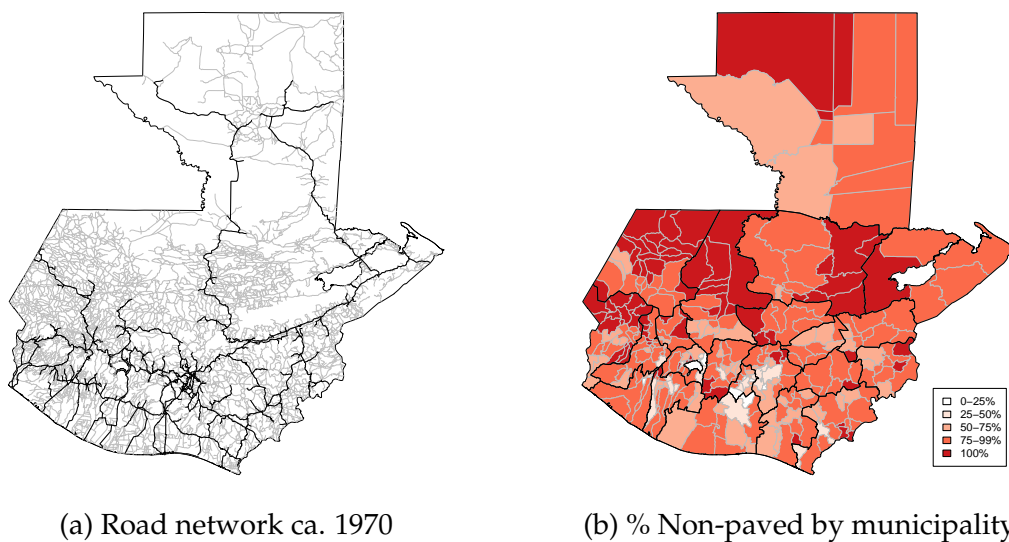 0−25%
25−50%
50−75%
75−99%
100%
(a) Road network ca. 1970
(b) % Non-paved by municipality